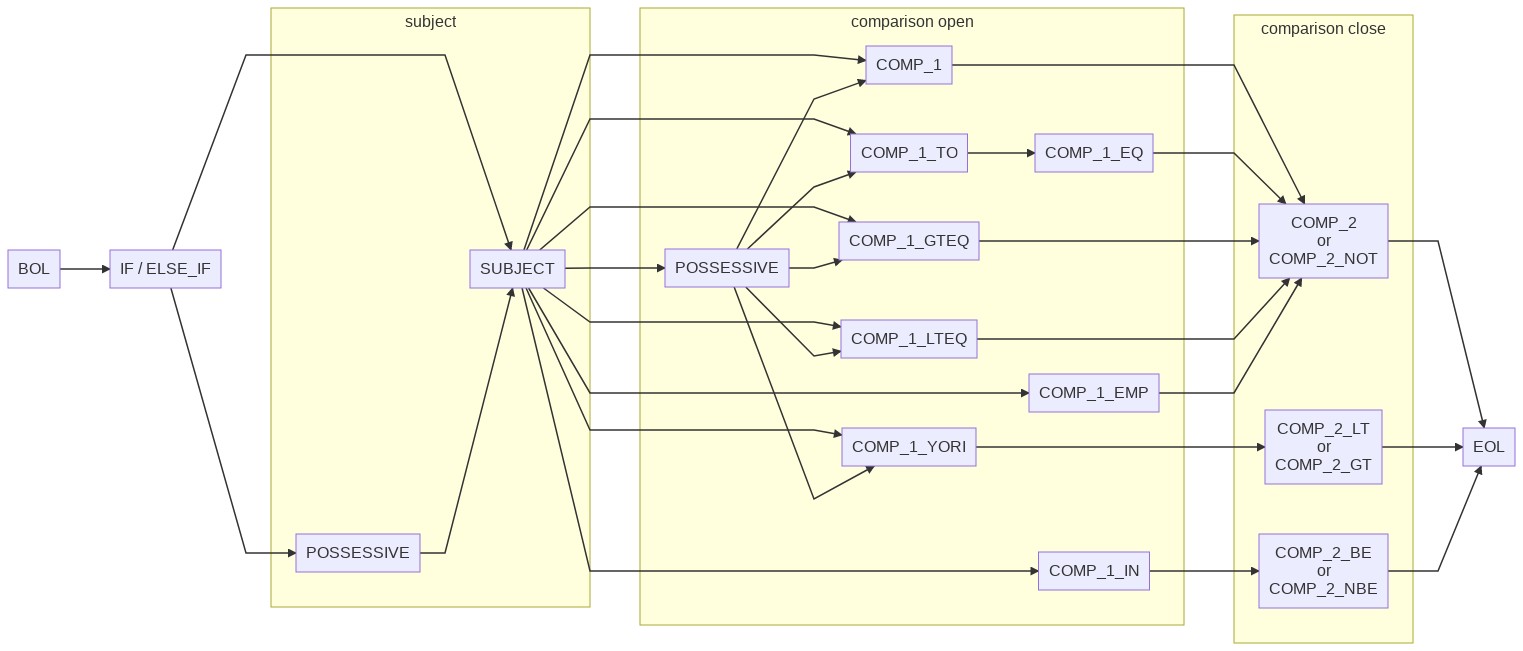 subject
comparison open
comparison close
BOL
IF / ELSE_IF
POSSESSIVE
SUBJECT
POSSESSIVE
COMP_1
COMP_1_TO
COMP_1_EQ
COMP_1_GTEQ
COMP_1_LTEQ
COMP_1_EMP
COMP_1_YORI
COMP_1_IN
COMP_2
or
COMP_2_NOT
COMP_2_LT
or
COMP_2_GT
COMP_2_BE
or
COMP_2_NBE
EOL